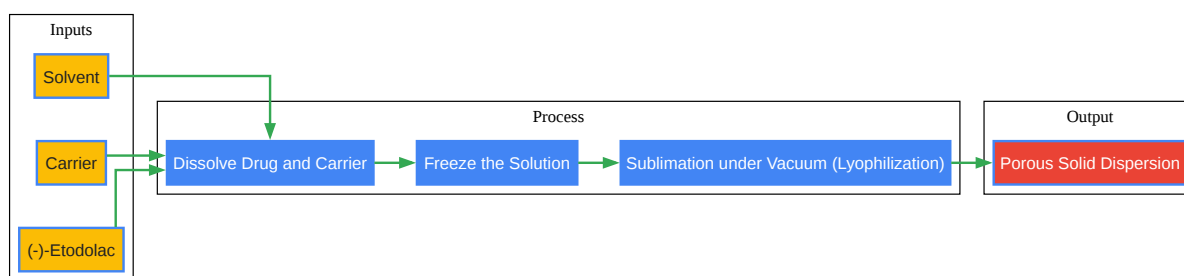 Inputs
Solvent
Carrier
(-)-Etodolac
Process
Dissolve Drug and Carrier
Freeze the Solution
Sublimation under Vacuum (Lyophilization)
Output
Porous Solid Dispersion